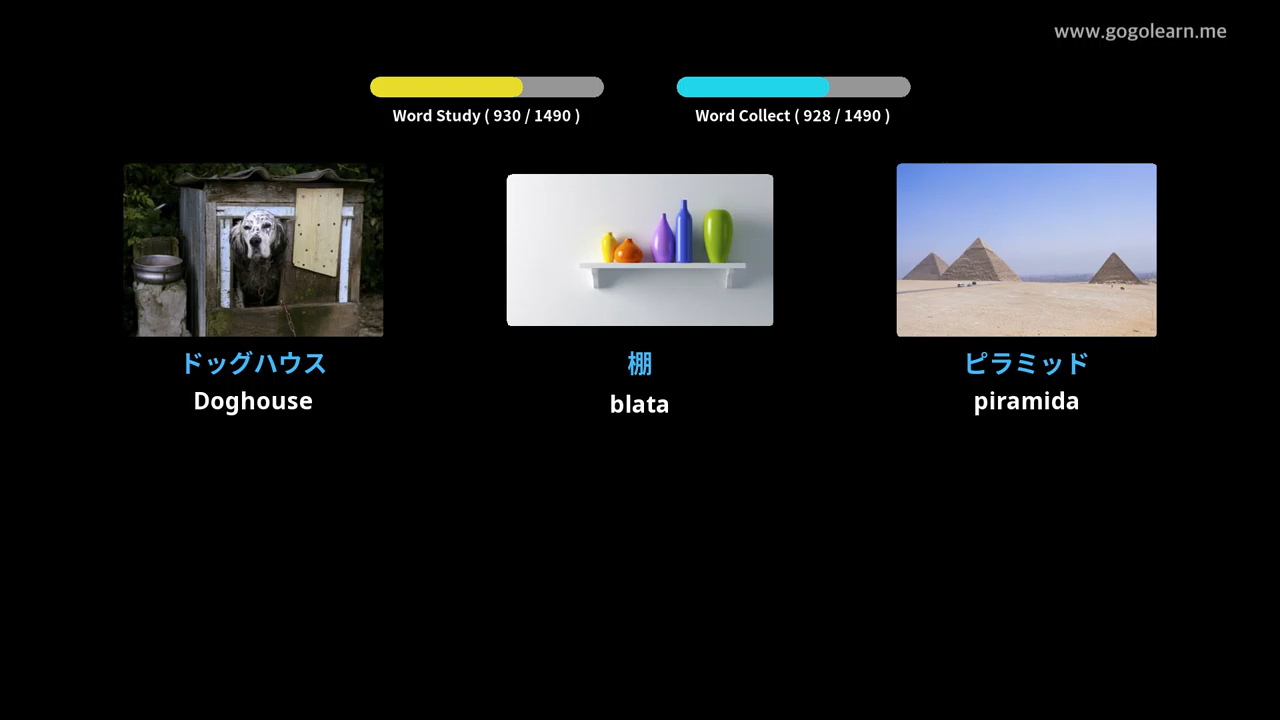 www.gogolearn.me
Word Study ( 930 / 1490 )
Word Collect ( 928 / 1490 )
ドッグハウス
Doghouse
棚
blata
ピラミッド
piramida